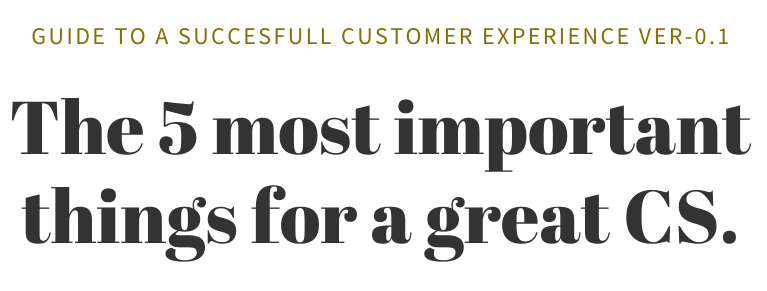 GUIDE TO A SUCCESFULL CUSTOMER EXPERIENCE VER-0.1
The 5 most important
things for a great CS.